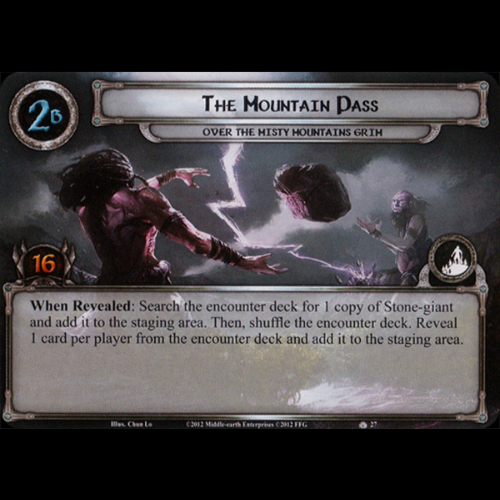 2B
THE MOUNTAIN PASS
OVER THE MISTY MOUNTAINS GRIM
16
When Revealed: Search the encounter deck for 1 copy of Stone-giant
and add it to the staging area. Then, shuffle the encounter deck. Reveal
1 card per player from the encounter deck and add it to the staging area.
Illus. Chun Lo ©2012 Middle-earth Enterprises ©2012 FFG 27